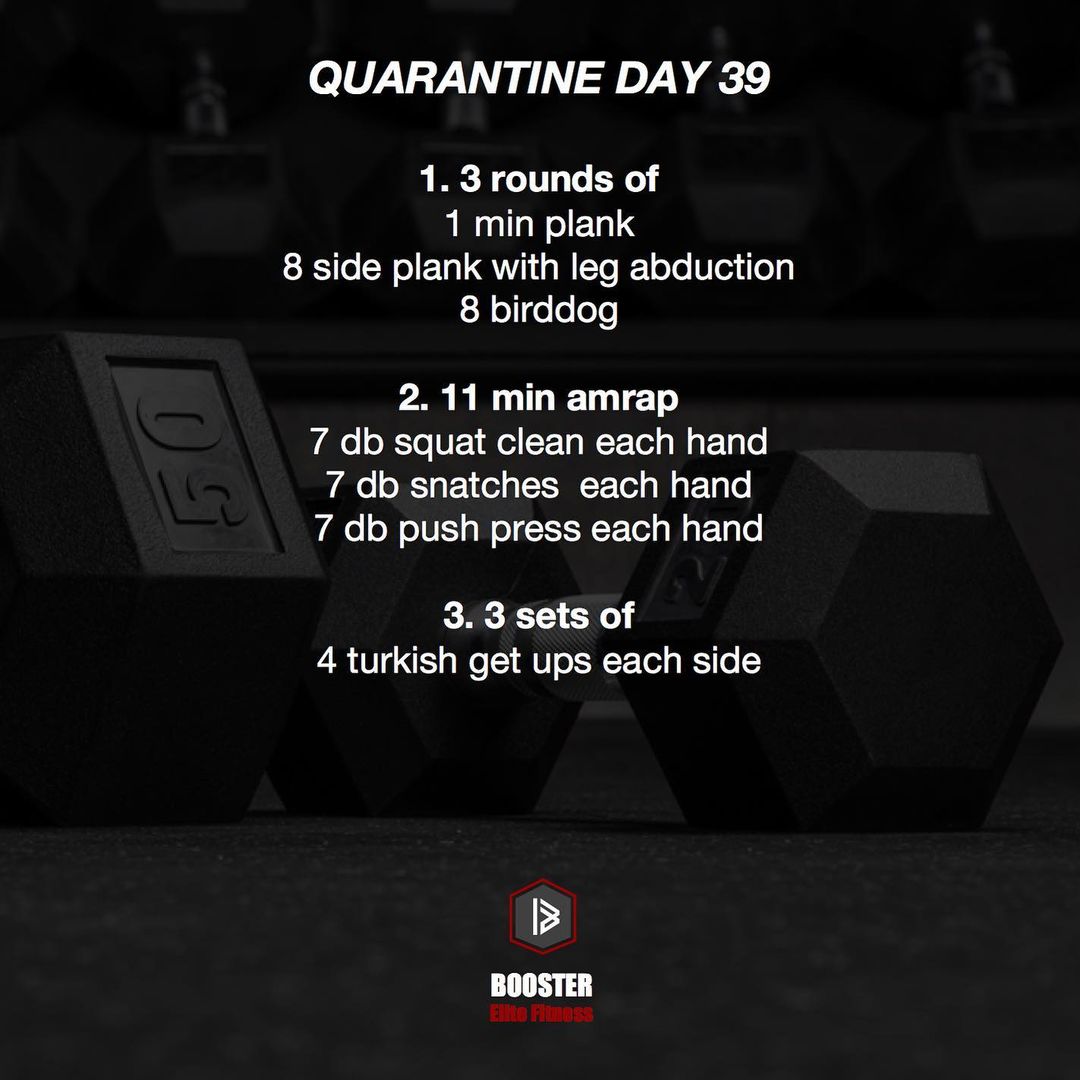 QUARANTINE DAY 39
1. 3 rounds of
1 min plank
8 side plank with leg abduction
8 birddog
2. 11 min amrap
7 db squat clean each hand
7 db snatches  each hand
7 db push press each hand
3. 3 sets of
4 turkish get ups each side
50
BOOSTER
Elite Fitness